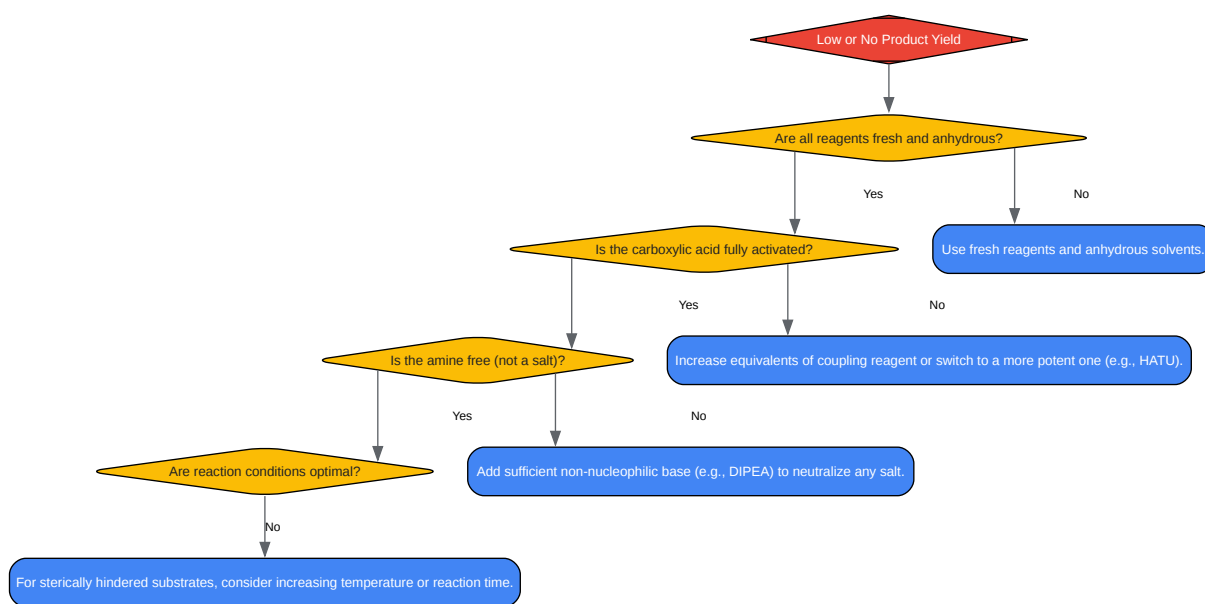 Low or No Product Yield
Are all reagents fresh and anhydrous?
Yes
No
Is the carboxylic acid fully activated?
Use fresh reagents and anhydrous solvents.
Yes
No
Is the amine free (not a salt)?
Increase equivalents of coupling reagent or switch to a more potent one (e.g., HATU).
Yes
No
Are reaction conditions optimal?
Add sufficient non-nucleophilic base (e.g., DIPEA) to neutralize any salt.
No
For sterically hindered substrates, consider increasing temperature or reaction time.